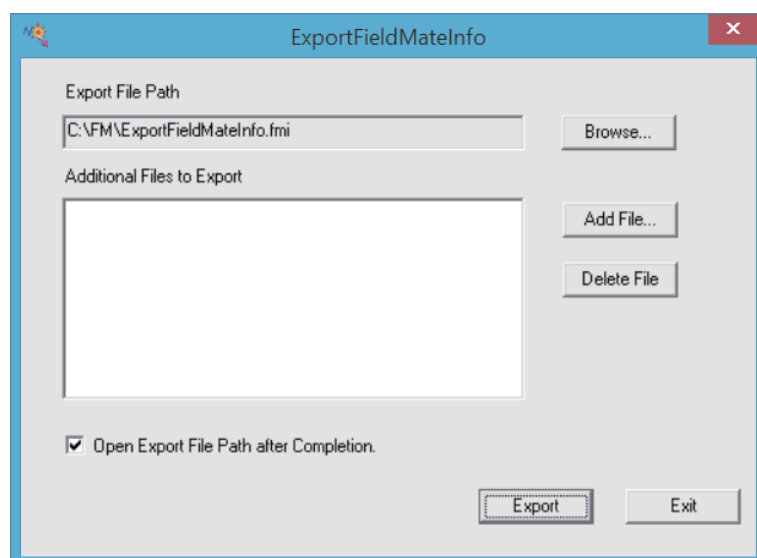 ExportFieldMateInfo
Export File Path
C:\FM\ExportFieldMateInfo.fmi
Browse...
Additional Files to Export
Add File...
Delete File
Open Export File Path after Completion.
Export
Exit